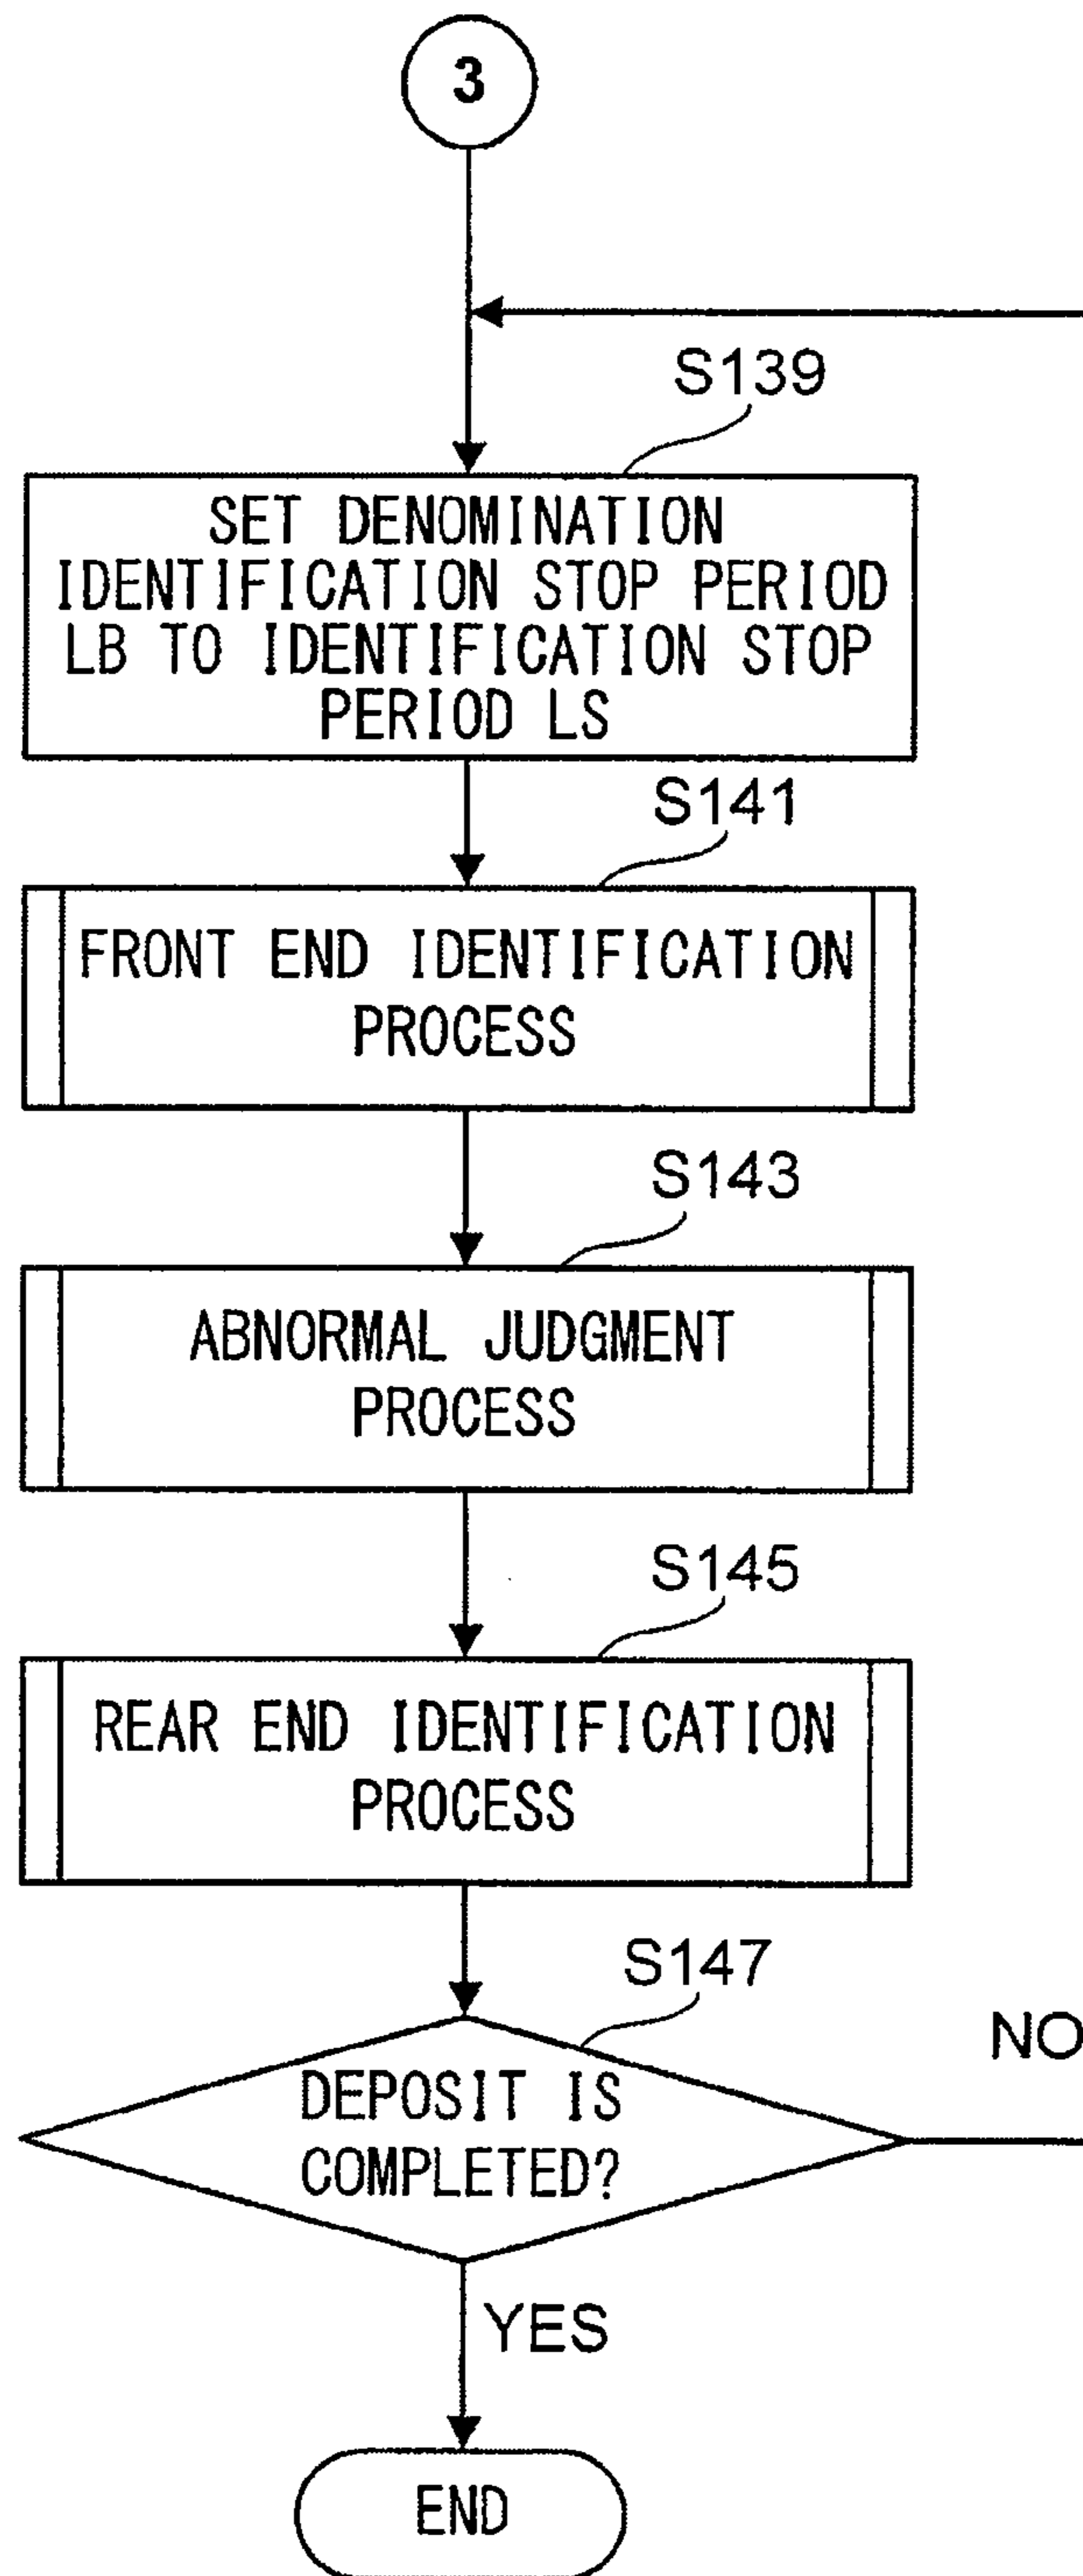 3
S139
SET DENOMINATION
IDENTIFICATION STOP PERIOD
LB TO IDENTIFICATION STOP
PERIOD LS
S141
FRONT END IDENTIFICATION
PROCESS
S143
ABNORMAL JUDGMENT
PROCESS
S145
REAR END IDENTIFICATION
PROCESS
S147
DEPOSIT IS
COMPLETED?
NO
YES
END